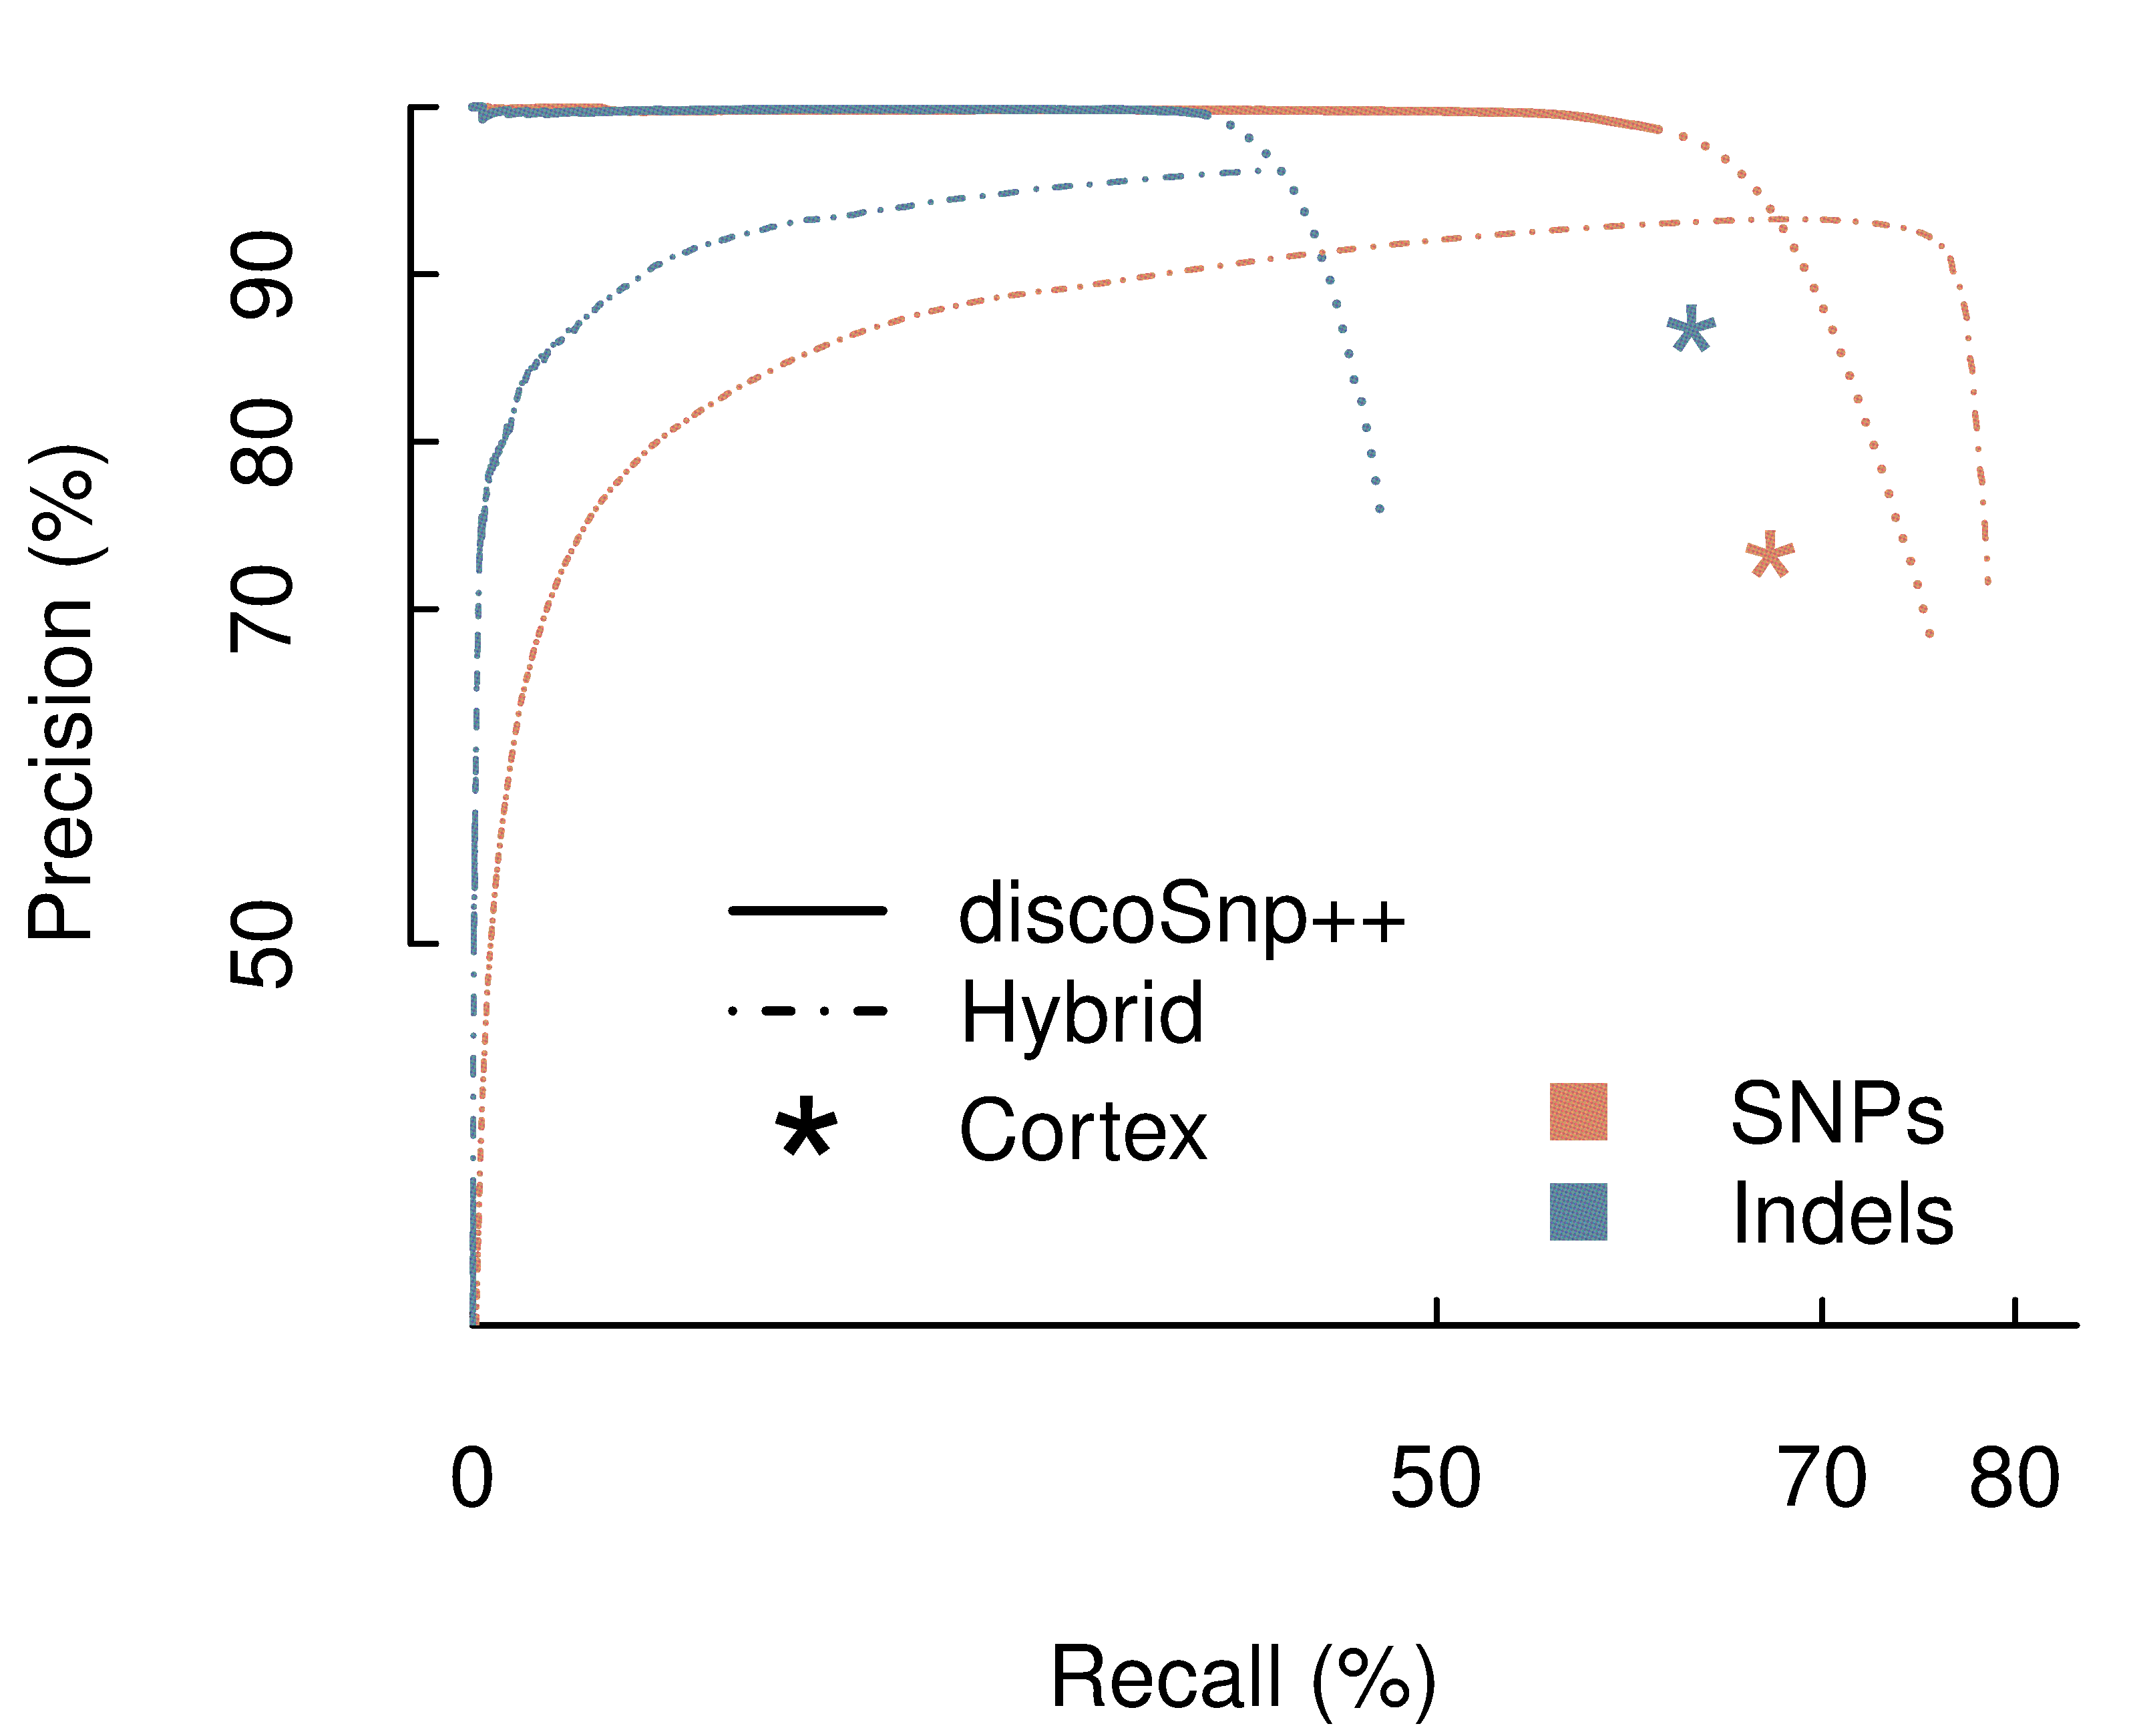 Precision (%)
90
80
70
50
discoSnp++
Hybrid
* Cortex
SNPs
Indels
0 50 70 80
Recall (%)